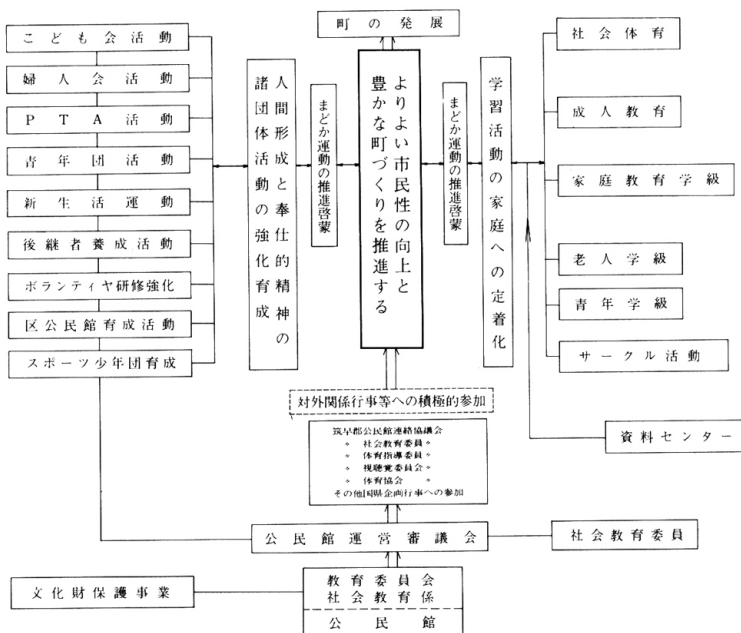 町の発展
こども会活動
婦人会活動
PTA活動
青年団活動
新生活運動
後継者養成活動
ボランティヤ研修強化
区公民館育成活動
スポーツ少年団育成
人間形成と奉仕的精神の
諸団体活動の強化育成
まどか運動の推進啓蒙
よりよい市民性の向上と
豊かな町づくりを推進する
まどか運動の推進啓蒙
学習活動の家庭への定着化
社会体育
成人教育
家庭教育学級
老人学級
青年学級
サークル活動
資料センター
対外関係行事等への積極的参加
筑早郡公民館連絡協議会
〃 社会教育委員 〃
〃 体育指導委員 〃
〃 視聴覚委員会 〃
〃 体育協会 〃
その他国県企画行事への参加
公民館運営審議会
社会教育委員
文化財保護事業
教育委員会
社会教育係
公民館